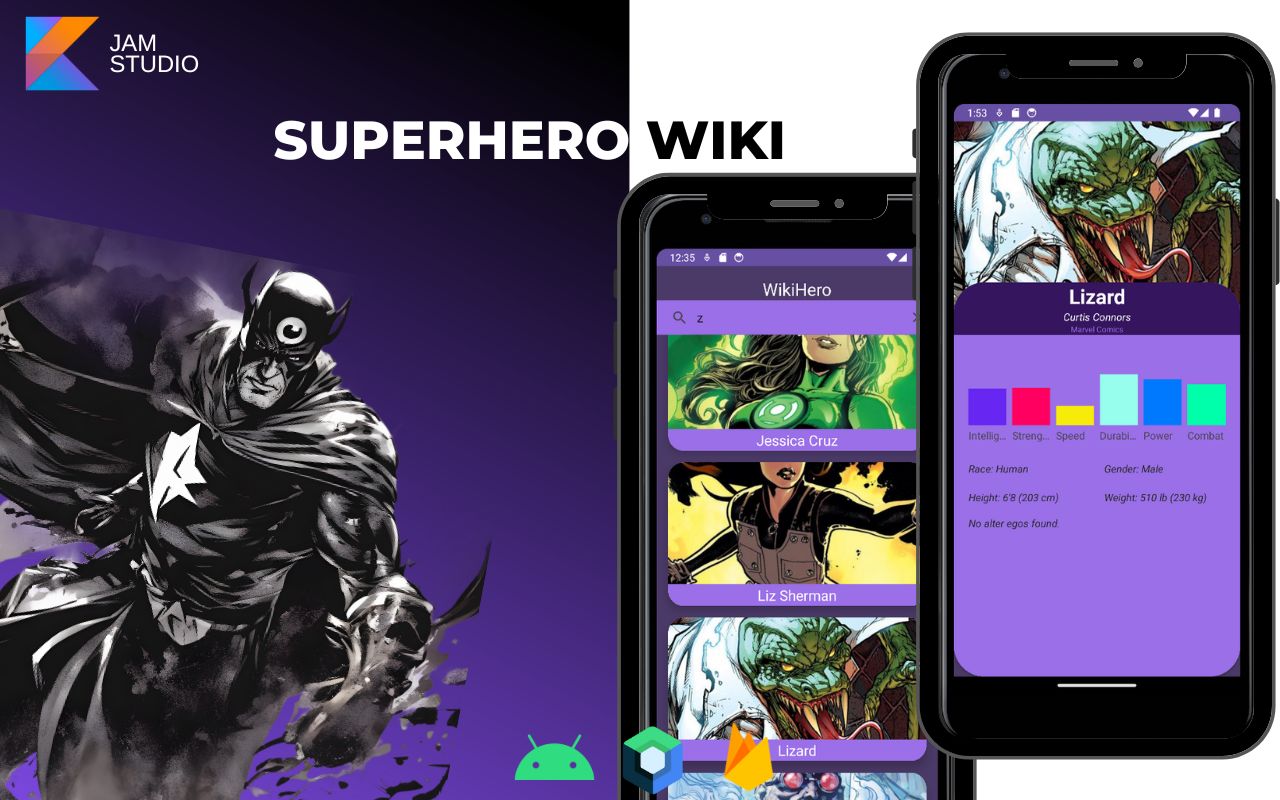 JAM
STUDIO
SUPERHERO WIKI
12:35
WikiHero
z
Jessica Cruz
Liz Sherman
Lizard
1:53
Lizard
Curtis Connors
Marvel Comics
Intellig... Streng... Speed Durabi... Power Combat
Race: Human Gender: Male
Height: 6'8 (203 cm) Weight: 510 lb (230 kg)
No alter egos found.